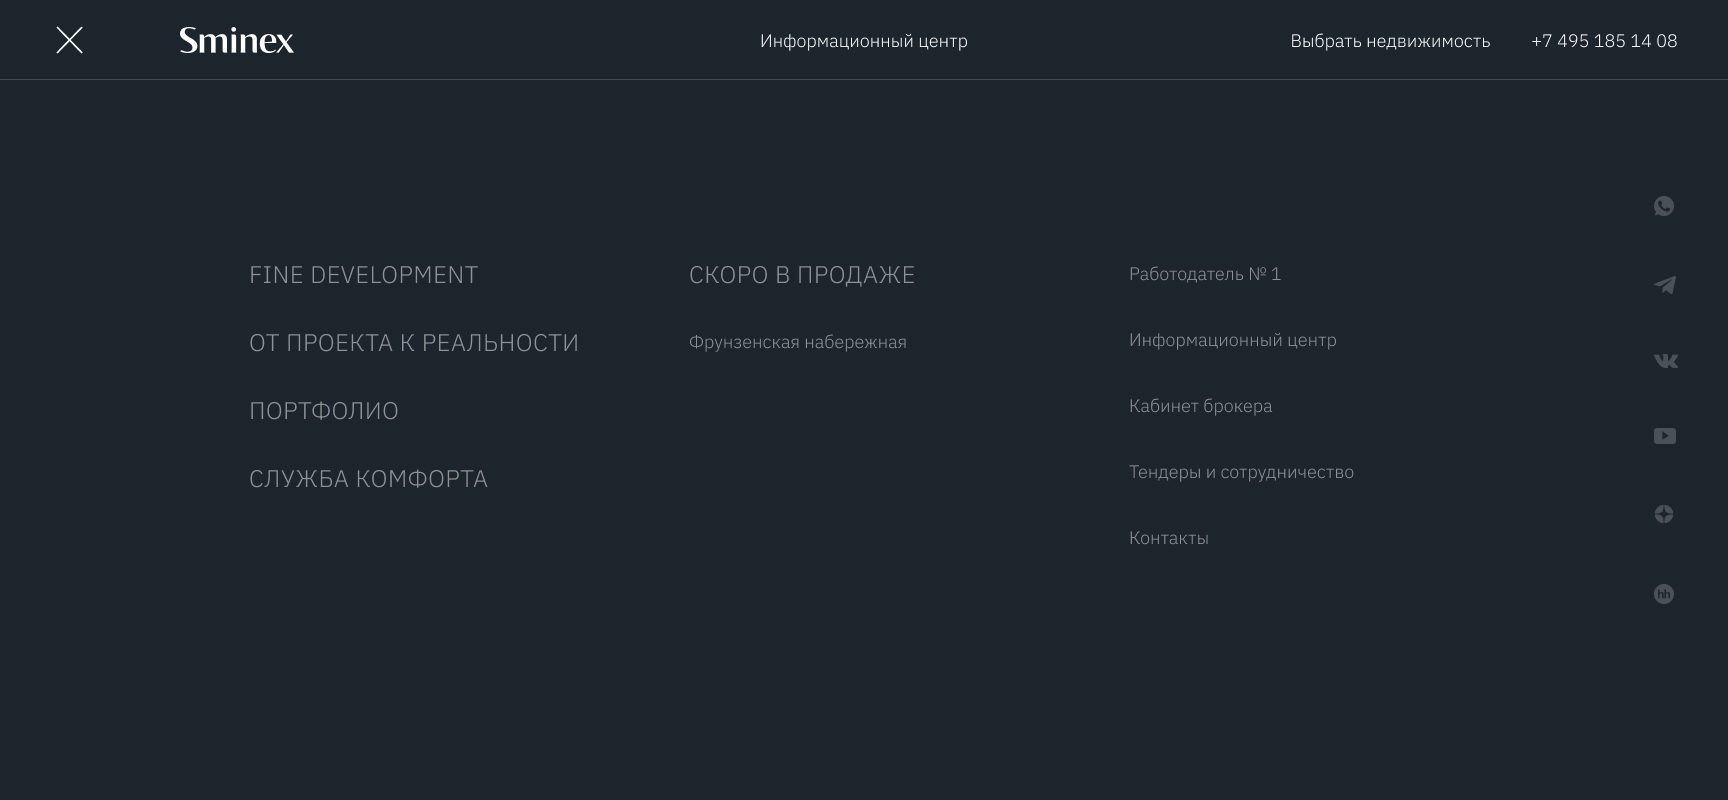 Sminex
Информационный центр
Выбрать недвижимость
+7 495 185 14 08
FINE DEVELOPMENT
ОТ ПРОЕКТА К РЕАЛЬНОСТИ
ПОРТФОЛИО
СЛУЖБА КОМФОРТА
СКОРО В ПРОДАЖЕ
Фрунзенская набережная
Работодатель № 1
Информационный центр
Кабинет брокера
Тендеры и сотрудничество
Контакты
hh